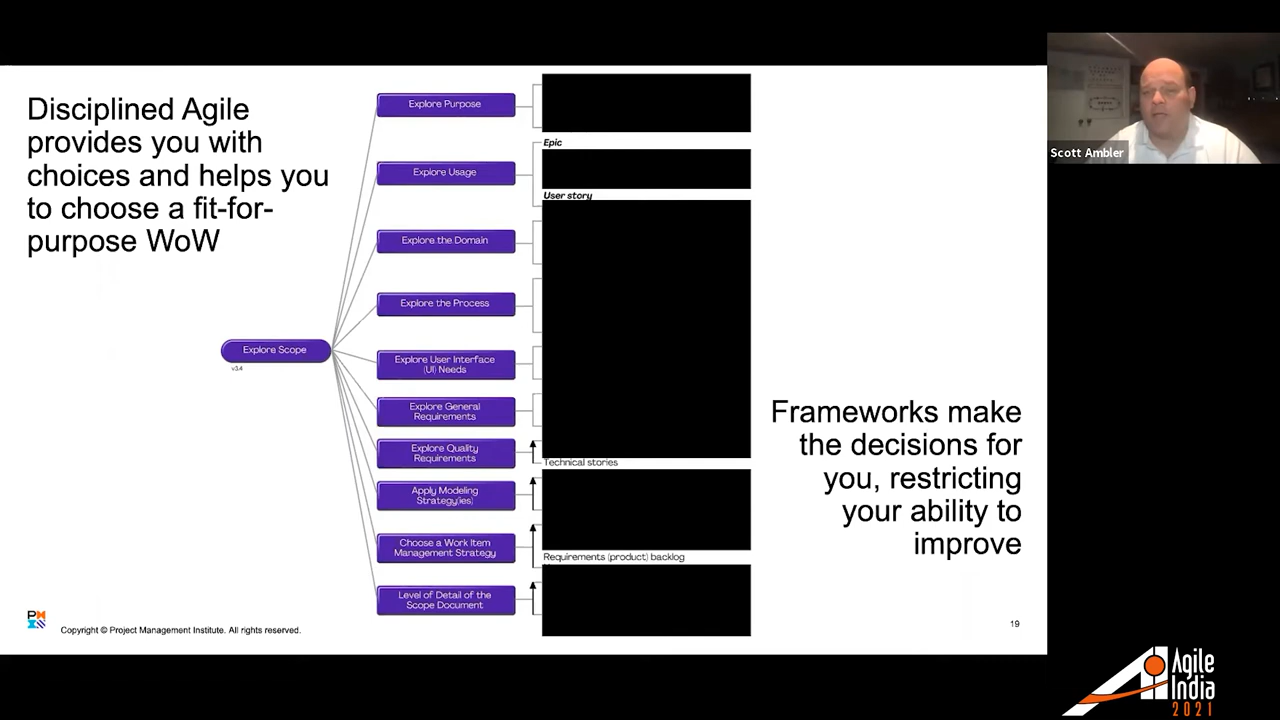 Disciplined Agile
provides you with
choices and helps you
to choose a fit-for-
purpose WoW
Explore Scope
v3.4
Explore Purpose
Explore Usage
Explore the Domain
Explore the Process
Explore User Interface
(UI) Needs
Explore General
Requirements
Explore Quality
Requirements
Apply Modeling
Strategy(ies)
Choose a Work Item
Management Strategy
Level of Detail of the
Scope Document
Epic
User story
Technical stories
Requirements (product) backlog
Frameworks make
the decisions for
you, restricting
your ability to
improve
Copyright © Project Management Institute. All rights reserved.
19
Scott Ambler
Agile
India
2021